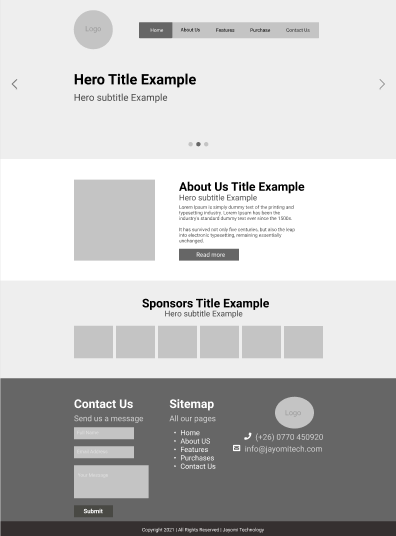 Logo
Home About Us Features Purchase Contact Us
Hero Title Example
Hero subtitle Example
About Us Title Example
Hero subtitle Example
Lorem Ipsum is simply dummy text of the printing and
typesetting industry. Lorem Ipsum has been the
industry's standard dummy text ever since the 1500s.
It has survived not only five centuries, but also the leap
into electronic typesetting, remaining essentially
unchanged.
Read more
Sponsors Title Example
Hero subtitle Example
Contact Us
Send us a message
Your Message
Submit
Sitemap
All our pages
• Home
• About US
• Features
• Purchases
• Contact Us
Logo
(+26) 0770 450920
info@jayomitech.com
Copyright 2021 | All Rights Reserved | Jayomi Technology